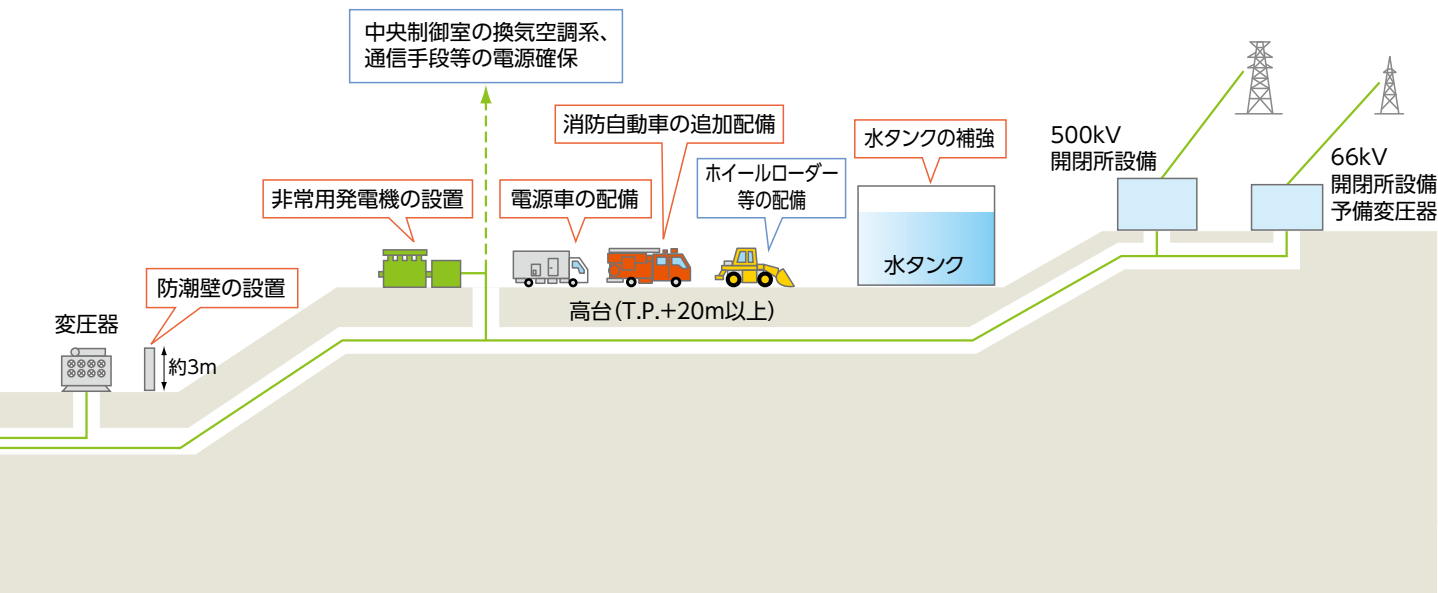 中央制御室の換気空調系、
通信手段等の電源確保
消防自動車の追加配備
水タンクの補強
500kV
開閉所設備
66kV
開閉所設備
予備変圧器
ホイールローダー
等の配備
非常用発電機の設置
電源車の配備
水タンク
防潮壁の設置
高台(T.P.+20m以上)
変圧器
約3m